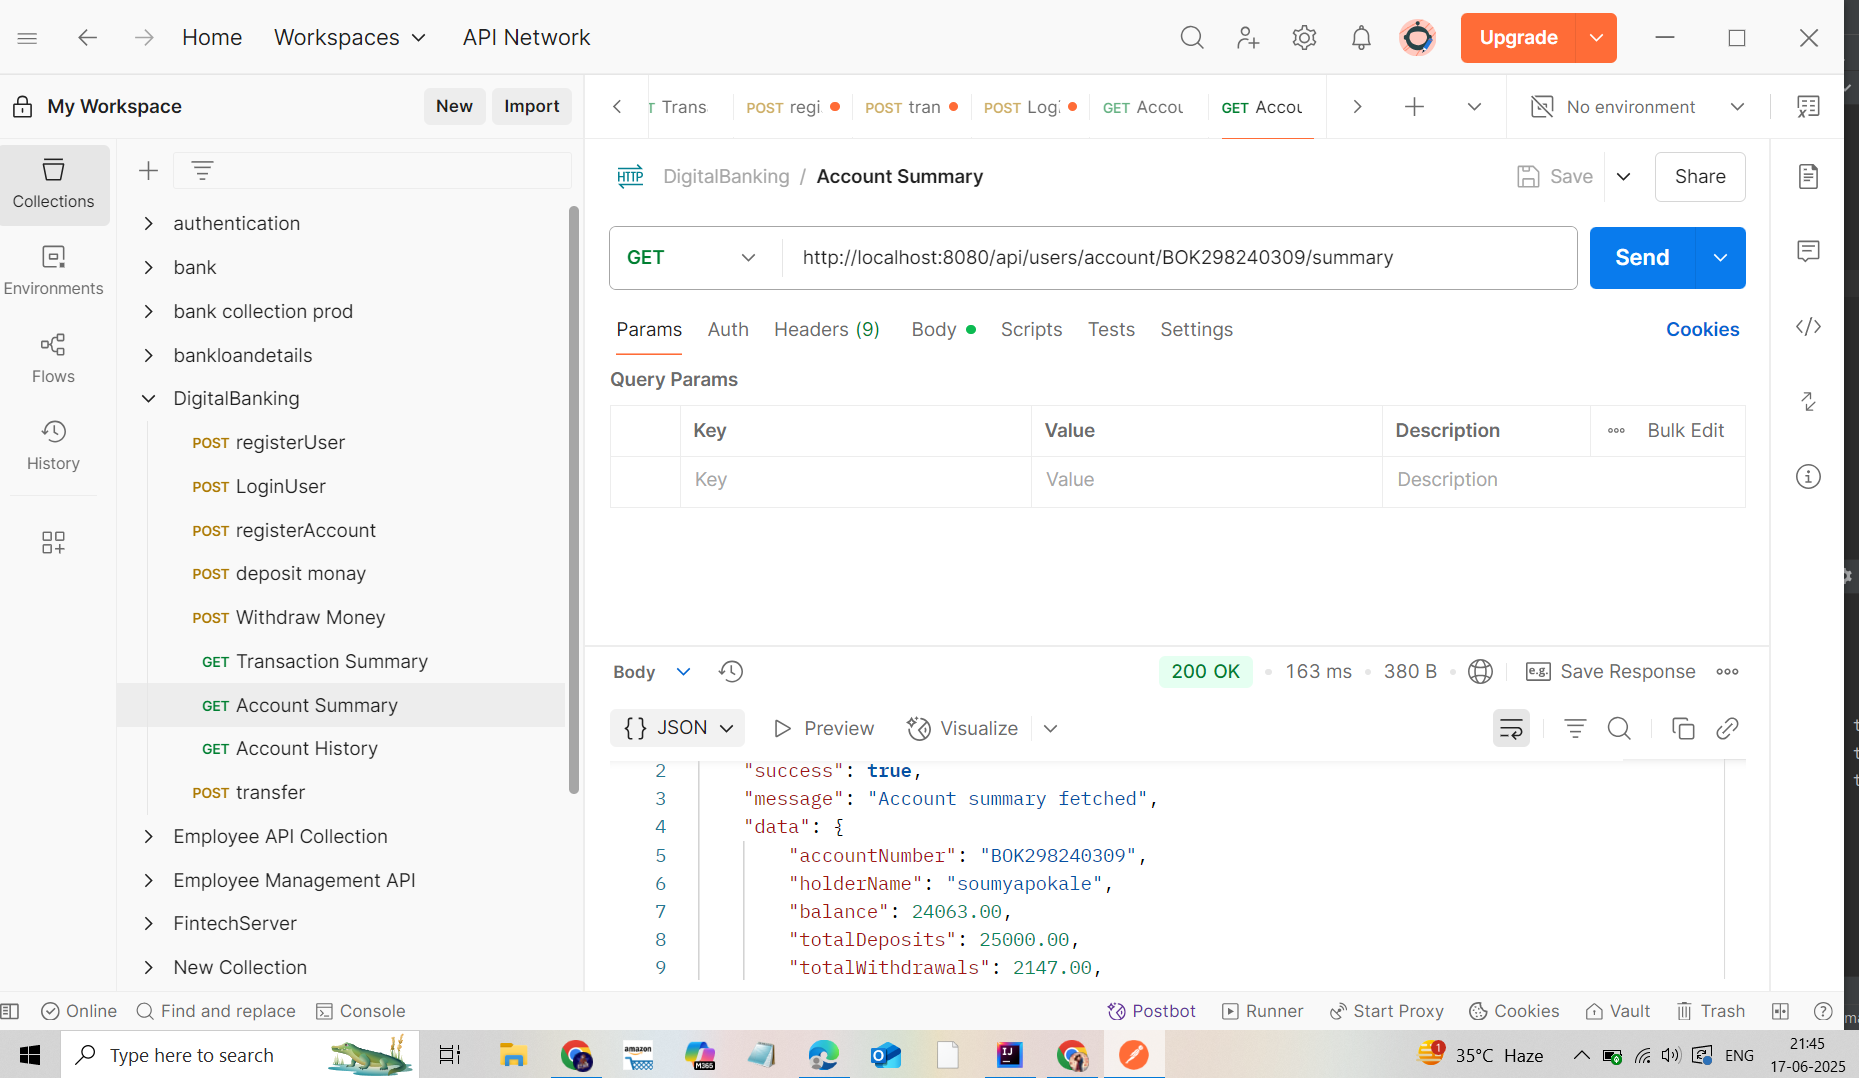 Home Workspaces API Network Upgrade
My Workspace New Import
Trans POST regi POST tran POST Log GET Accou GET Accou No environment
Collections
Environments
Flows
History
authentication
bank
bank collection prod
bankloandetails
DigitalBanking
POST registerUser
POST LoginUser
POST registerAccount
POST deposit monay
POST Withdraw Money
GET Transaction Summary
GET Account Summary
GET Account History
POST transfer
Employee API Collection
Employee Management API
FintechServer
New Collection
HTTP DigitalBanking / Account Summary Save Share
GET http://localhost:8080/api/users/account/BOK298240309/summary Send
Params Auth Headers (9) Body Scripts Tests Settings Cookies
Query Params
Key Value Description Bulk Edit
Key Value Description
Body 200 OK 163 ms 380 B e.g. Save Response
{} JSON Preview Visualize
2 "success": true,
3 "message": "Account summary fetched",
4 "data": {
5 "accountNumber": "BOK298240309",
6 "holderName": "soumyapokale",
7 "balance": 24063.00,
8 "totalDeposits": 25000.00,
9 "totalWithdrawals": 2147.00,
Online Find and replace Console Postbot Runner Start Proxy Cookies Vault Trash
Type here to search amazon M365 IJ 1 35°C Haze ENG 21:45
17-06-2025